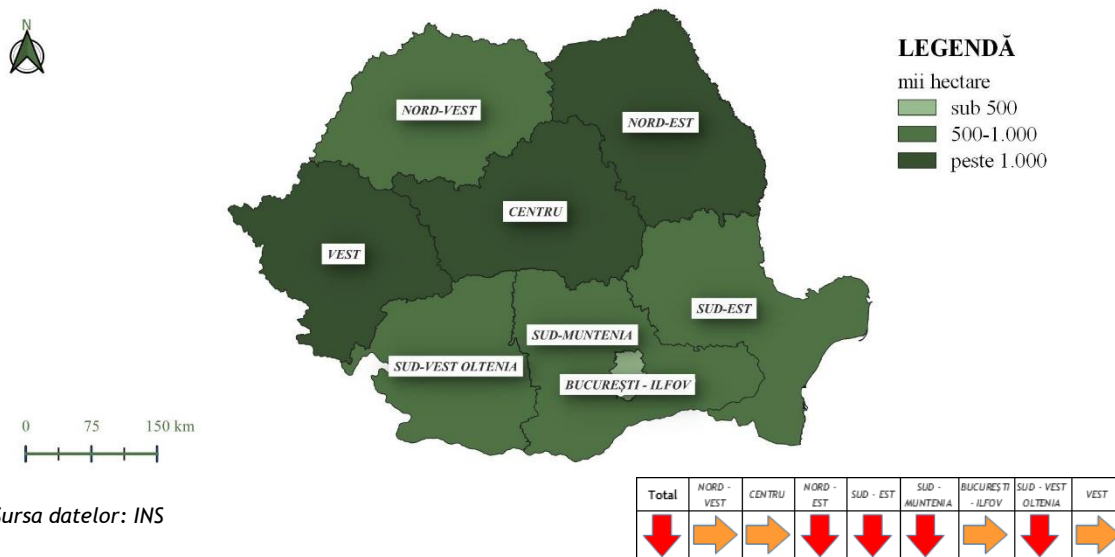 N
LEGENDĂ
mii hectare
sub 500
500-1.000
peste 1.000
NORD-VEST
NORD-EST
CENTRU
VEST
SUD-EST
SUD-MUNTENIA
SUD-VEST OLTENIA
BUCUREȘTI - ILFOV
0 75 150 km
Sursa datelor: INS
Total NORD - VEST CENTRU NORD - EST SUD - EST SUD - MUNTENIA BUCUREȘTI - ILFOV SUD - VEST OLTENIA VEST